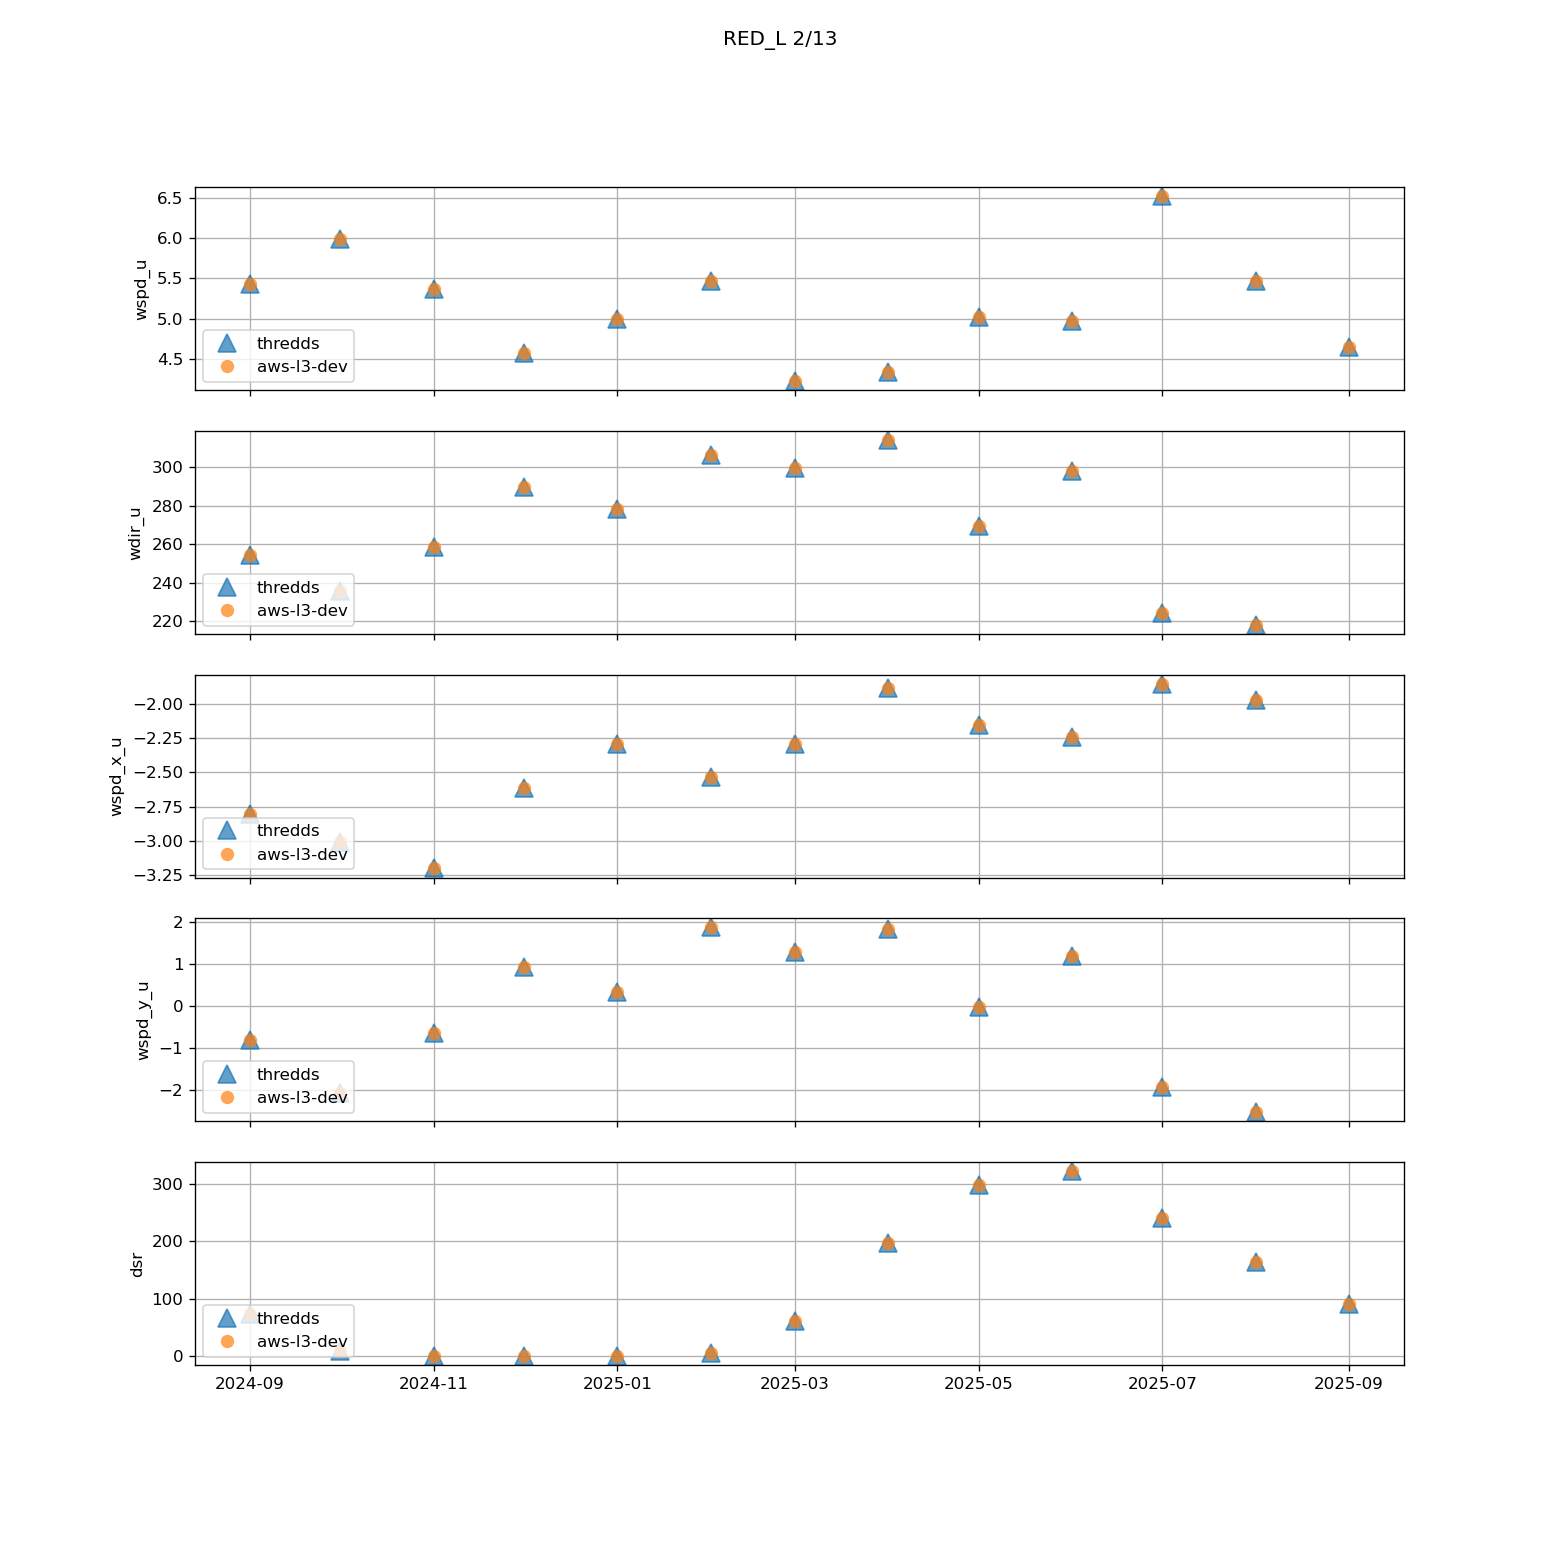 RED_L 2/13
6.5
6.0
5.5
5.0
4.5
wspd_u
thredds
aws-l3-dev
300
280
260
240
220
wdir_u
thredds
aws-l3-dev
−2.00
−2.25
−2.50
−2.75
−3.00
−3.25
wspd_x_u
thredds
aws-l3-dev
2
1
0
−1
−2
wspd_y_u
thredds
aws-l3-dev
300
200
100
0
dsr
thredds
aws-l3-dev
2024-09 2024-11 2025-01 2025-03 2025-05 2025-07 2025-09